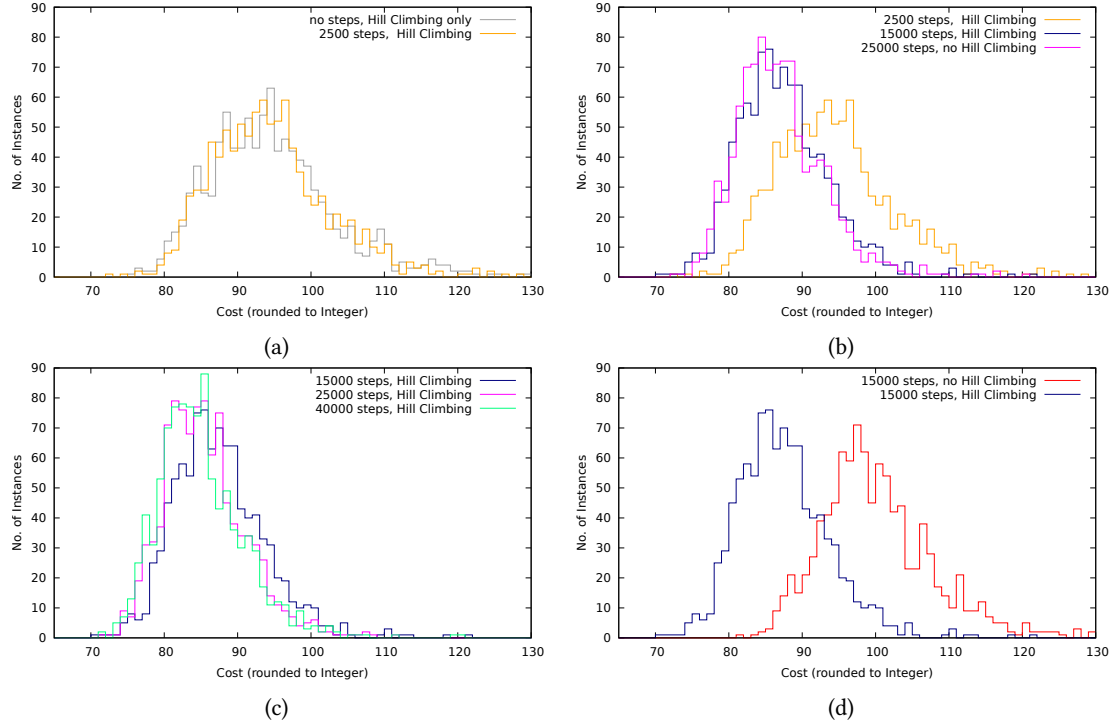 no steps, Hill Climbing only
2500 steps, Hill Climbing
No. of Instances
90
80
70
60
50
40
30
20
10
0
70 80 90 100 110 120 130
Cost (rounded to Integer)
(a)
2500 steps, Hill Climbing
15000 steps, Hill Climbing
25000 steps, no Hill Climbing
No. of Instances
90
80
70
60
50
40
30
20
10
0
70 80 90 100 110 120 130
Cost (rounded to Integer)
(b)
15000 steps, Hill Climbing
25000 steps, Hill Climbing
40000 steps, Hill Climbing
No. of Instances
90
80
70
60
50
40
30
20
10
0
70 80 90 100 110 120 130
Cost (rounded to Integer)
(c)
15000 steps, no Hill Climbing
15000 steps, Hill Climbing
No. of Instances
90
80
70
60
50
40
30
20
10
0
70 80 90 100 110 120 130
Cost (rounded to Integer)
(d)